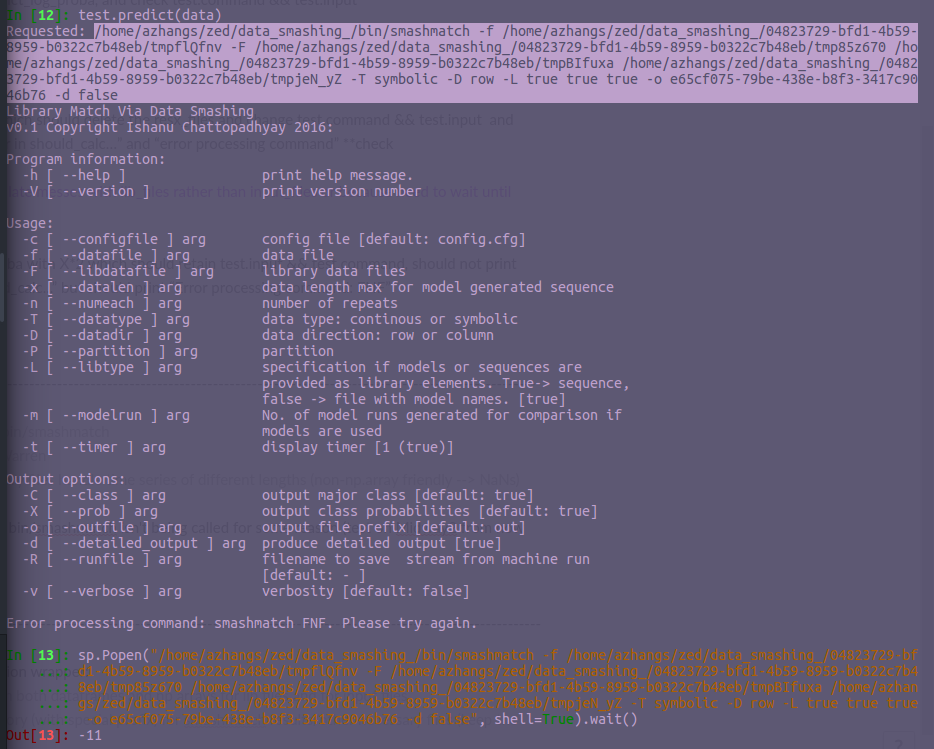 In [12]: test.predict(data)
Requested: /home/azhangs/zed/data_smashing_/bin/smashmatch -f /home/azhangs/zed/data_smashing_/04823729-bfd1-4b59-
8959-b0322c7b48eb/tmpflQfnv -F /home/azhangs/zed/data_smashing_/04823729-bfd1-4b59-8959-b0322c7b48eb/tmp85z670 /ho
me/azhangs/zed/data_smashing_/04823729-bfd1-4b59-8959-b0322c7b48eb/tmpBIfuxa /home/azhangs/zed/data_smashing_/0482
3729-bfd1-4b59-8959-b0322c7b48eb/tmpjeN_yZ -T symbolic -D row -L true true true -o e65cf075-79be-438e-b8f3-3417c90
46b76 -d false
Library Match Via Data Smashing
v0.1 Copyright Ishanu Chattopadhyay 2016:
Program information:
-h [ --help ] print help message.
-V [ --version ] print version number
Usage:
-c [ --configfile ] arg config file [default: config.cfg]
-f [ --datafile ] arg data file
-F [ --libdatafile ] arg library data files
-x [ --datalen ] arg data length max for model generated sequence
-n [ --numeach ] arg number of repeats
-T [ --datatype ] arg data type: continous or symbolic
-D [ --datadir ] arg data direction: row or column
-P [ --partition ] arg partition
-L [ --libtype ] arg specification if models or sequences are
provided as library elements. True-> sequence,
false -> file with model names. [true]
-m [ --modelrun ] arg No. of model runs generated for comparison if
models are used
-t [ --timer ] arg display timer [1 (true)]
Output options:
-C [ --class ] arg output major class [default: true]
-X [ --prob ] arg output class probabilities [default: true]
-o [ --outfile ] arg output file prefix [default: out]
-d [ --detailed_output ] arg produce detailed output [true]
-R [ --runfile ] arg filename to save stream from machine run
[default: - ]
-v [ --verbose ] arg verbosity [default: false]
Error processing command: smashmatch FNF. Please try again.
In [13]: sp.Popen("/home/azhangs/zed/data_smashing_/bin/smashmatch -f /home/azhangs/zed/data_smashing_/04823729-bf
...: d1-4b59-8959-b0322c7b48eb/tmpflQfnv -F /home/azhangs/zed/data_smashing_/04823729-bfd1-4b59-8959-b0322c7b4
...: 8eb/tmp85z670 /home/azhangs/zed/data_smashing_/04823729-bfd1-4b59-8959-b0322c7b48eb/tmpBIfuxa /home/azhan
...: gs/zed/data_smashing_/04823729-bfd1-4b59-8959-b0322c7b48eb/tmpjeN_yZ -T symbolic -D row -L true true true
...: -o e65cf075-79be-438e-b8f3-3417c9046b76 -d false", shell=True).wait()
Out[13]: -11